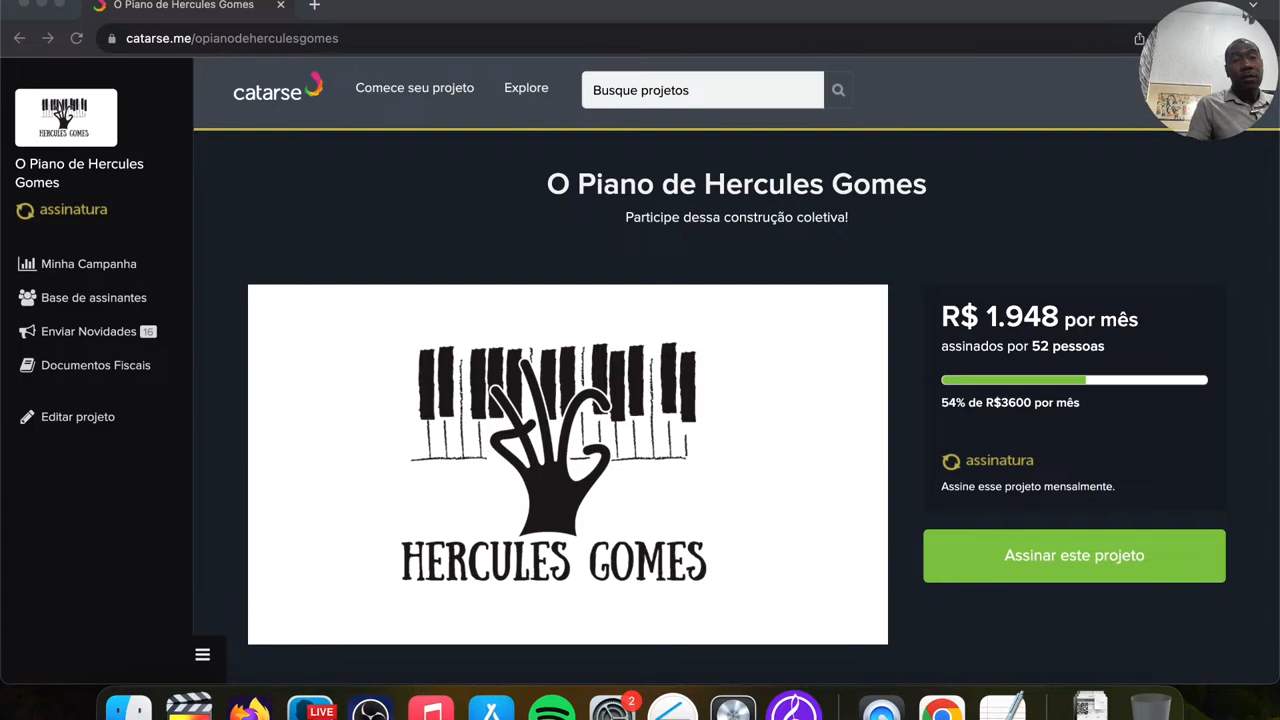 O Piano de Hercules Gomes
catarse.me/opianodeherculesgomes
HERCULES GOMES
O Piano de Hercules
Gomes
assinatura
Minha Campanha
Base de assinantes
Enviar Novidades 16
Documentos Fiscais
Editar projeto
catarse
Comece seu projeto
Explore
Busque projetos
O Piano de Hercules Gomes
Participe dessa construção coletiva!
HERCULES GOMES
R$ 1.948 por mês
assinados por 52 pessoas
54% de R$3600 por mês
assinatura
Assine esse projeto mensalmente.
Assinar este projeto
LIVE
2